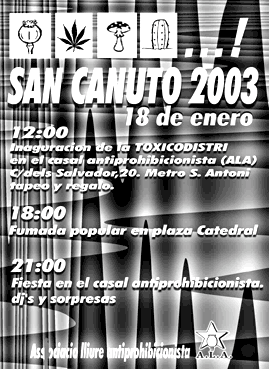 ...!
SAN CANUTO 2003
18 de enero
12:00
Inaguración de la TOXICODISTRI
en el casal antiprohibicionista (ALA)
C/dels Salvador,20. Metro S. Antoni
tapeo y regalo.
18:00
Fumada popular en plaza Catedral
21:00
Fiesta en el casal antiprohibicionista.
dj's y sorpresas
Associació lliure antiprohibicionista
A.L.A.